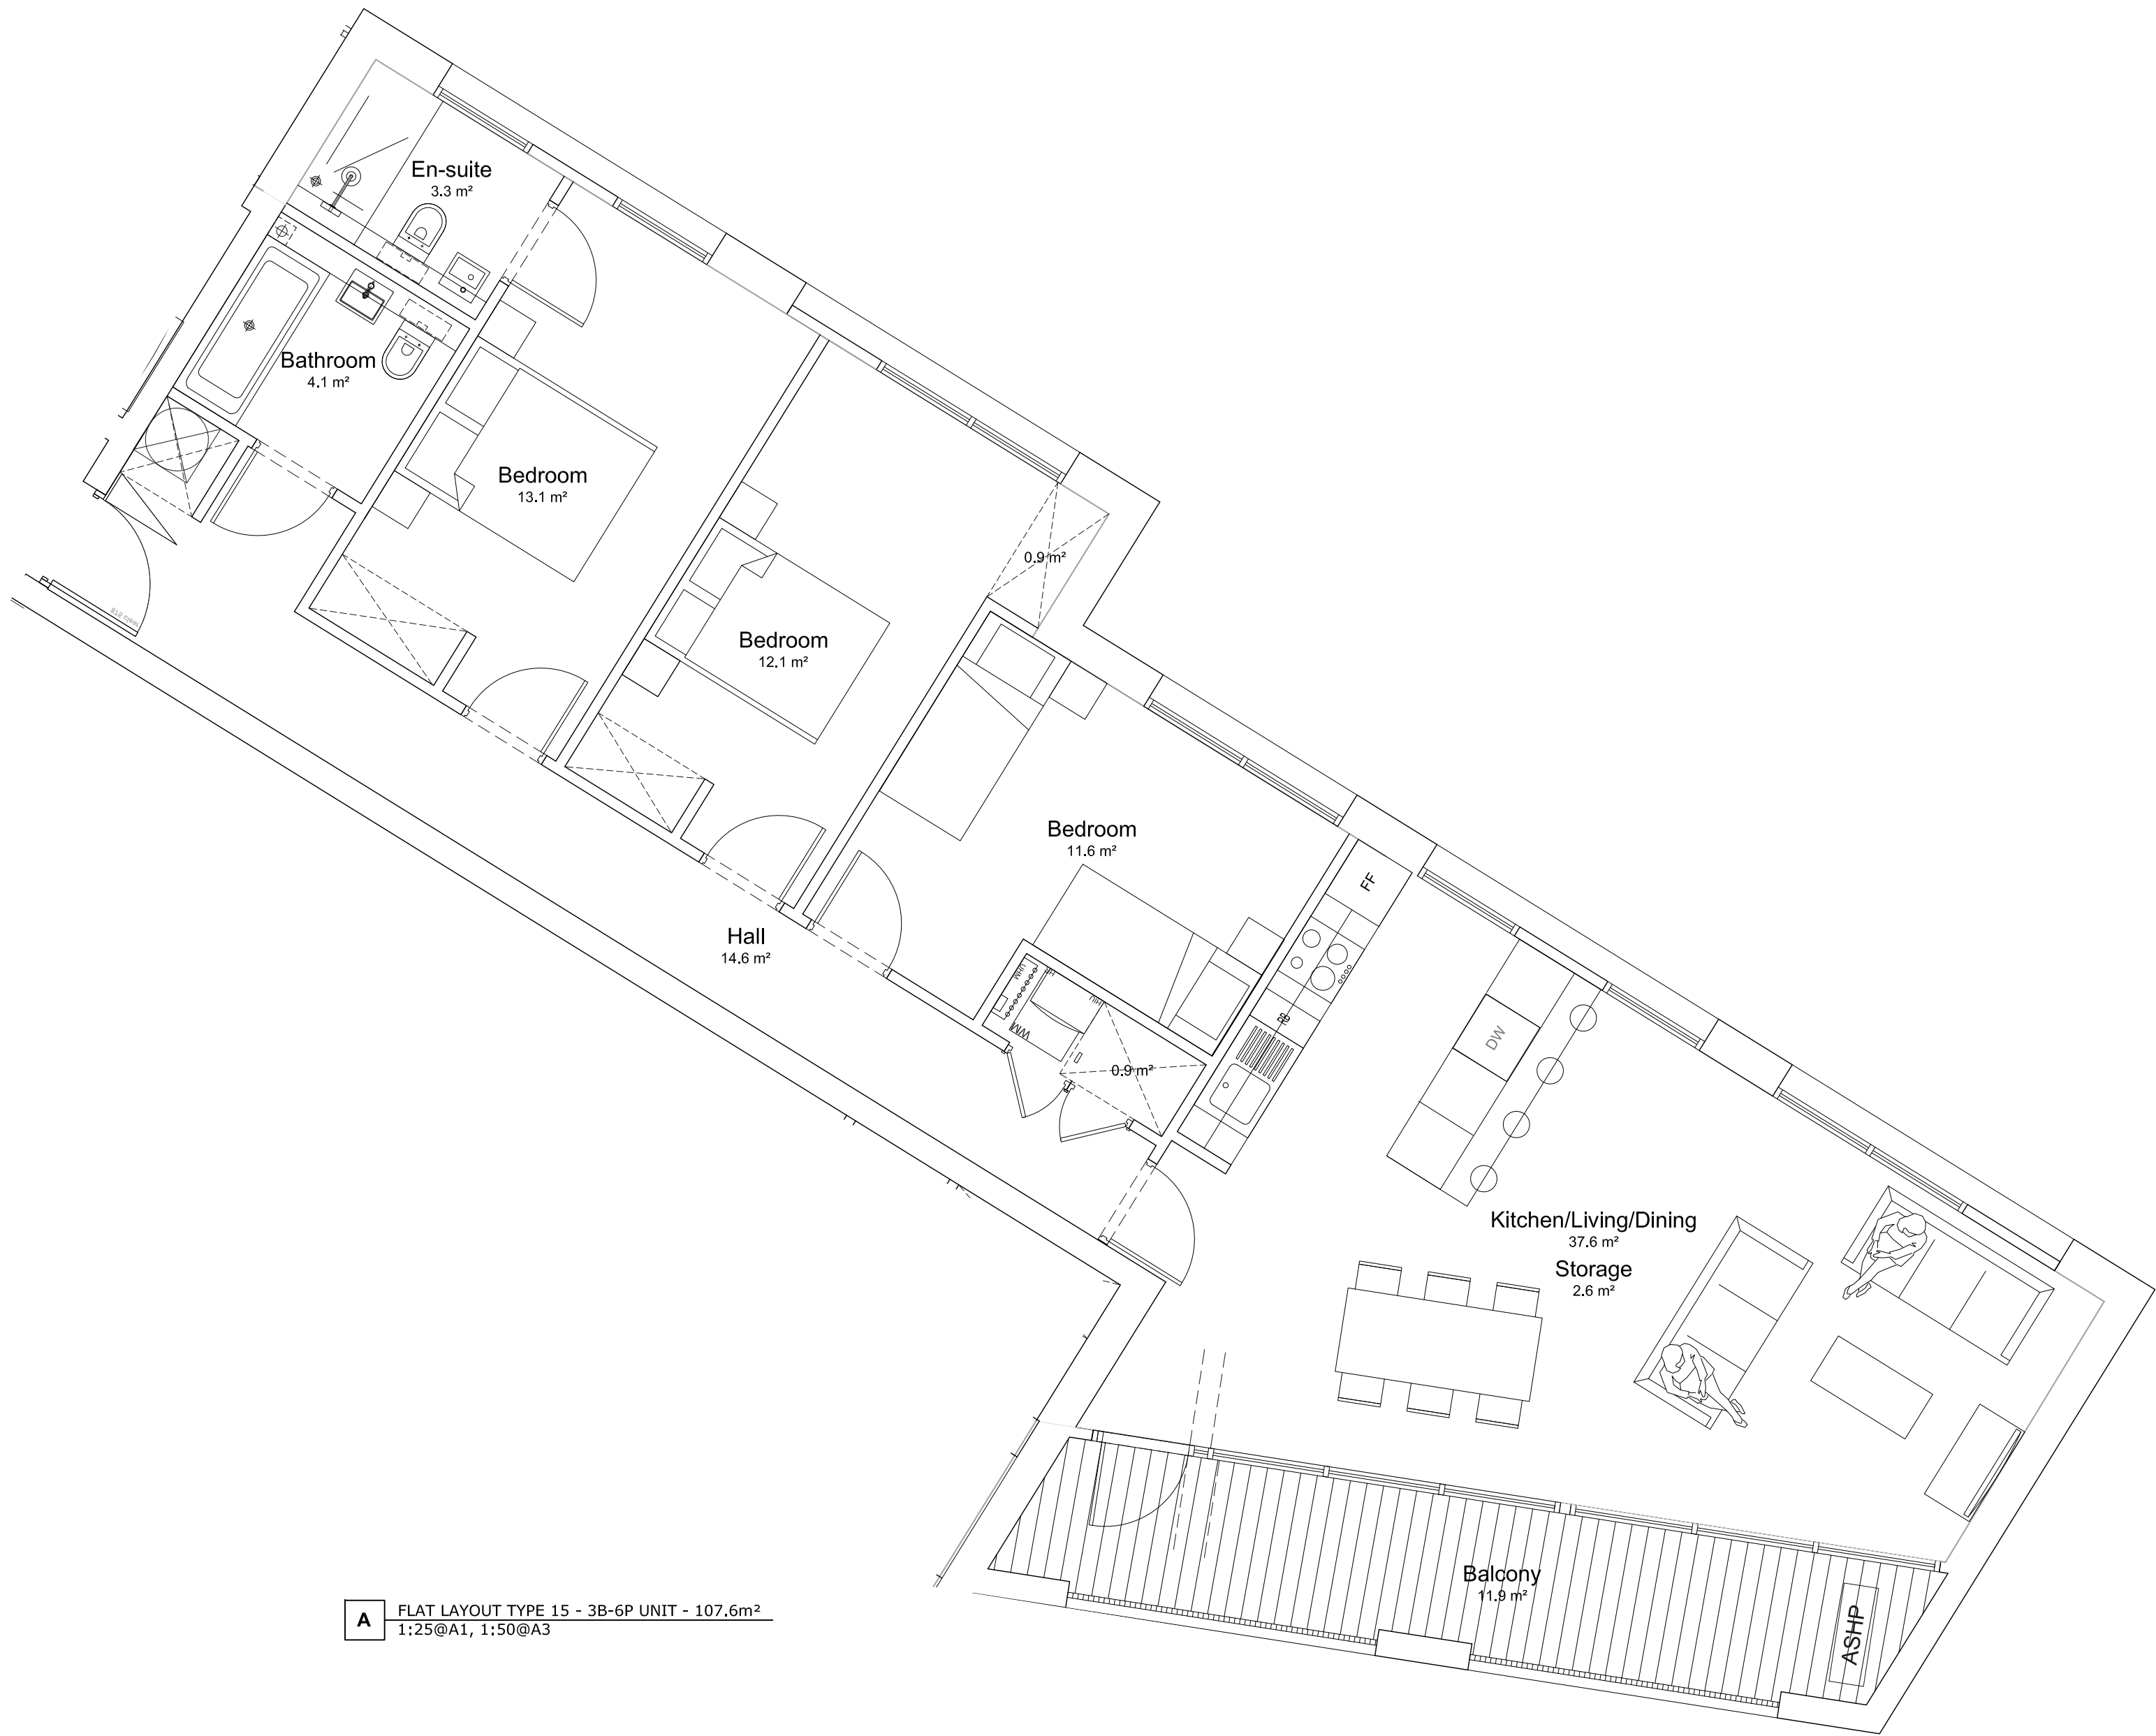 En-suite
3.3 m²
Bathroom
4.1 m²
Bedroom
13.1 m²
0.9 m²
Bedroom
12.1 m²
Bedroom
11.6 m²
FF
Hall
14.6 m²
HIU
WM
DW
0.9 m²
Kitchen/Living/Dining
37.6 m²
Storage
2.6 m²
Balcony
11.9 m²
ASHP
A
FLAT LAYOUT TYPE 15 - 3B-6P UNIT - 107.6m²
1:25@A1, 1:50@A3